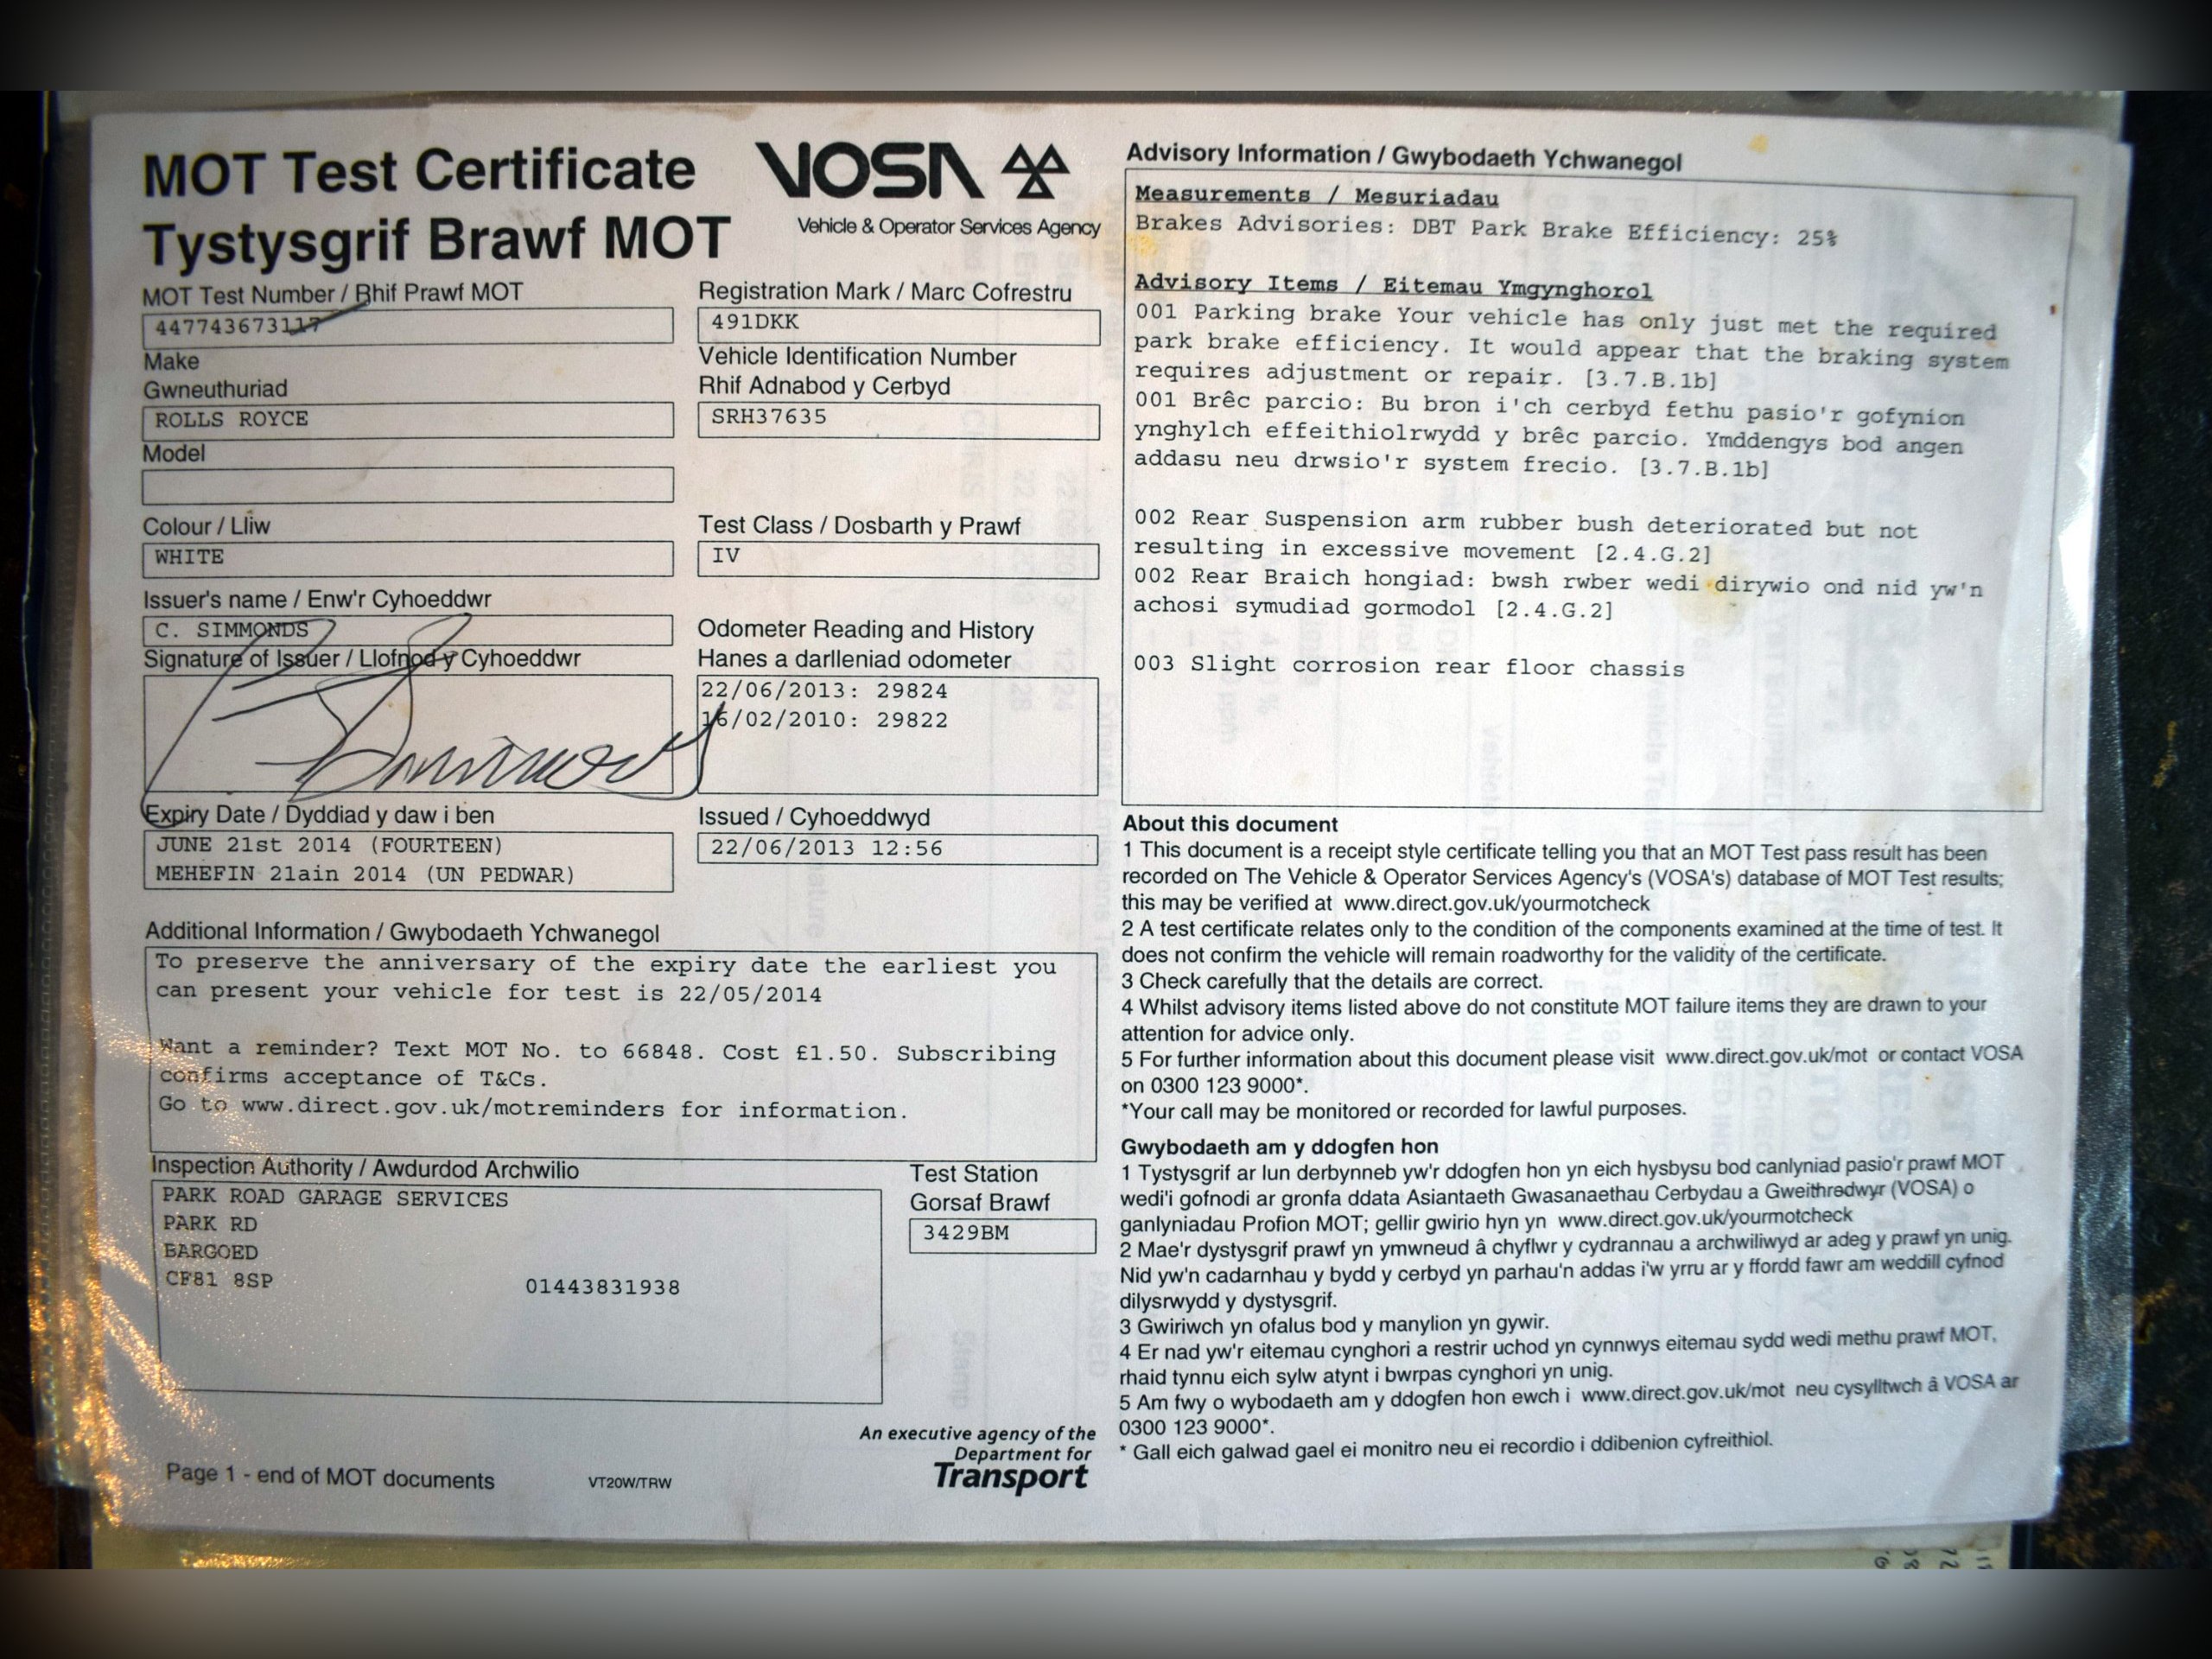 MOT Test Certificate
Tystysgrif Brawf MOT
VOSA
Vehicle & Operator Services Agency
MOT Test Number / Rhif Prawf MOT
447743673117
Registration Mark / Marc Cofrestru
491DKK
Make
Gwneuthuriad
ROLLS ROYCE
Vehicle Identification Number
Rhif Adnabod y Cerbyd
SRH37635
Model
Colour / Lliw
WHITE
Test Class / Dosbarth y Prawf
IV
Issuer's name / Enw'r Cyhoeddwr
C. SIMMONDS
Signature of Issuer / Llofnod y Cyhoeddwr
Odometer Reading and History
Hanes a darlleniad odometer
22/06/2013: 29824
16/02/2010: 29822
Expiry Date / Dyddiad y daw i ben
JUNE 21st 2014 (FOURTEEN)
MEHEFIN 21ain 2014 (UN PEDWAR)
Issued / Cyhoeddwyd
22/06/2013 12:56
Additional Information / Gwybodaeth Ychwanegol
To preserve the anniversary of the expiry date the earliest you
can present your vehicle for test is 22/05/2014
Want a reminder? Text MOT No. to 66848. Cost £1.50. Subscribing
confirms acceptance of T&Cs.
Go to www.direct.gov.uk/motreminders for information.
Inspection Authority / Awdurdod Archwilio
PARK ROAD GARAGE SERVICES
PARK RD
BARGOED
CF81 8SP 01443831938
Test Station
Gorsaf Brawf
3429BM
An executive agency of the
Department for
Transport
Page 1 - end of MOT documents
VT20W/TRW
Advisory Information / Gwybodaeth Ychwanegol
Measurements / Mesuriadau
Brakes Advisories: DBT Park Brake Efficiency: 25%
Advisory Items / Eitemau Ymgynghorol
001 Parking brake Your vehicle has only just met the required
park brake efficiency. It would appear that the braking system
requires adjustment or repair. [3.7.B.1b]
001 Brêc parcio: Bu bron i'ch cerbyd fethu pasio'r gofynion
ynghylch effeithiolrwydd y brêc parcio. Ymddengys bod angen
addasu neu drwsio'r system frecio. [3.7.B.1b]
002 Rear Suspension arm rubber bush deteriorated but not
resulting in excessive movement [2.4.G.2]
002 Rear Braich hongiad: bwsh rwber wedi dirywio ond nid yw'n
achosi symudiad gormodol [2.4.G.2]
003 Slight corrosion rear floor chassis
About this document
1 This document is a receipt style certificate telling you that an MOT Test pass result has been
recorded on The Vehicle & Operator Services Agency's (VOSA's) database of MOT Test results;
this may be verified at www.direct.gov.uk/yourmotcheck
2 A test certificate relates only to the condition of the components examined at the time of test. It
does not confirm the vehicle will remain roadworthy for the validity of the certificate.
3 Check carefully that the details are correct.
4 Whilst advisory items listed above do not constitute MOT failure items they are drawn to your
attention for advice only.
5 For further information about this document please visit www.direct.gov.uk/mot or contact VOSA
on 0300 123 9000*.
*Your call may be monitored or recorded for lawful purposes.
Gwybodaeth am y ddogfen hon
1 Tystysgrif ar lun derbynneb yw'r ddogfen hon yn eich hysbysu bod canlyniad pasio'r prawf MOT
wedi'i gofnodi ar gronfa ddata Asiantaeth Gwasanaethau Cerbydau a Gweithredwyr (VOSA) o
ganlyniadau Profion MOT; gellir gwirio hyn yn www.direct.gov.uk/yourmotcheck
2 Mae'r dystysgrif prawf yn ymwneud â chyflwr y cydrannau a archwiliwyd ar adeg y prawf yn unig.
Nid yw'n cadarnhau y bydd y cerbyd yn parhau'n addas i'w yrru ar y ffordd fawr am weddill cyfnod
dilysrwydd y dystysgrif.
3 Gwiriwch yn ofalus bod y manylion yn gywir.
4 Er nad yw'r eitemau cynghori a restrir uchod yn cynnwys eitemau sydd wedi methu prawf MOT,
rhaid tynnu eich sylw atynt i bwrpas cynghori yn unig.
5 Am fwy o wybodaeth am y ddogfen hon ewch i www.direct.gov.uk/mot neu cysylltwch â VOSA ar
0300 123 9000*.
* Gall eich galwad gael ei monitro neu ei recordio i ddibenion cyfreithiol.